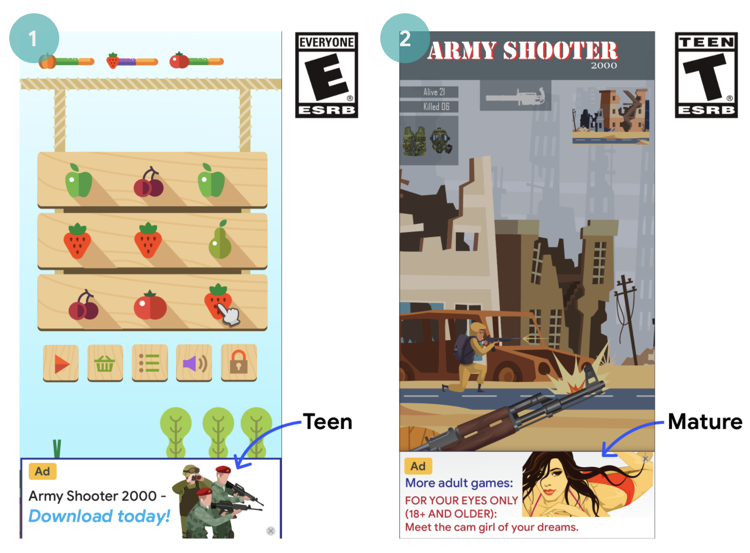 1
EVERYONE
E
®
ESRB
Teen
Ad
Army Shooter 2000 -
Download today!
2
ARMY SHOOTER
2000
Alive 21
Killed 06
TEEN
T
®
ESRB
Mature
Ad
More adult games:
FOR YOUR EYES ONLY
(18+ AND OLDER):
Meet the cam girl of your dreams.